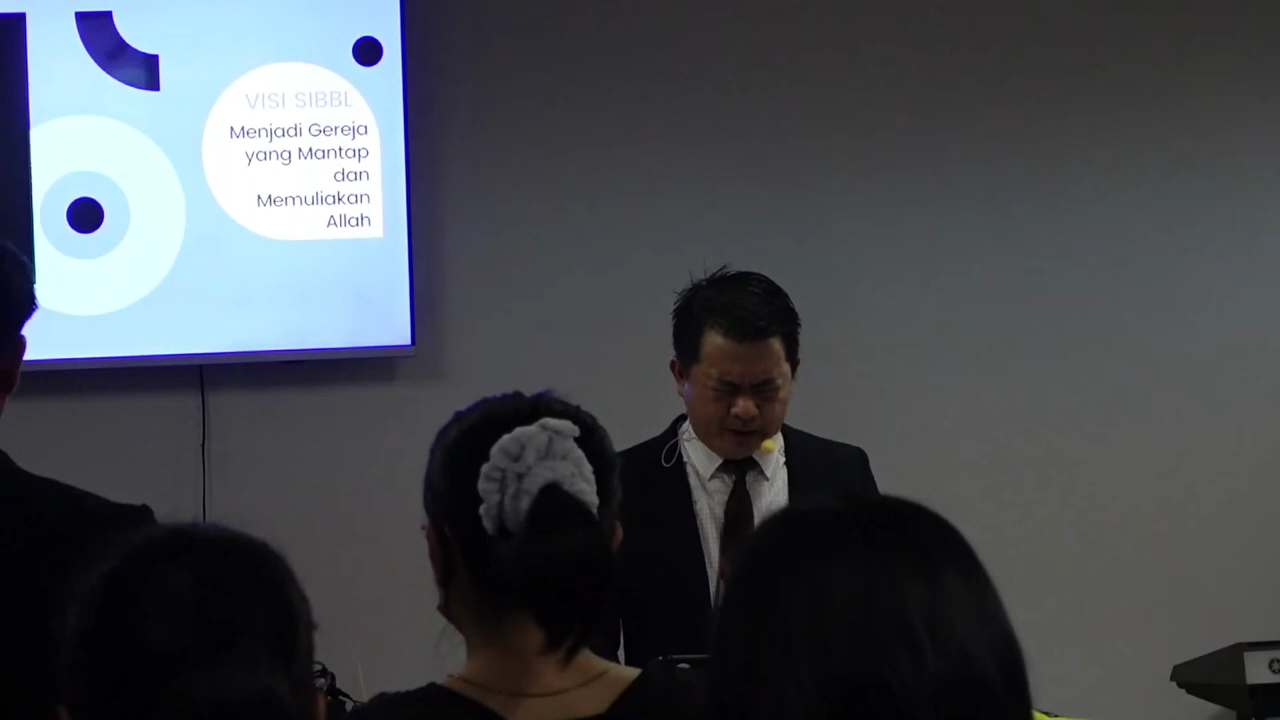 VISI SIBBL
Menjadi Gereja
yang Mantap
dan
Memuliakan
Allah